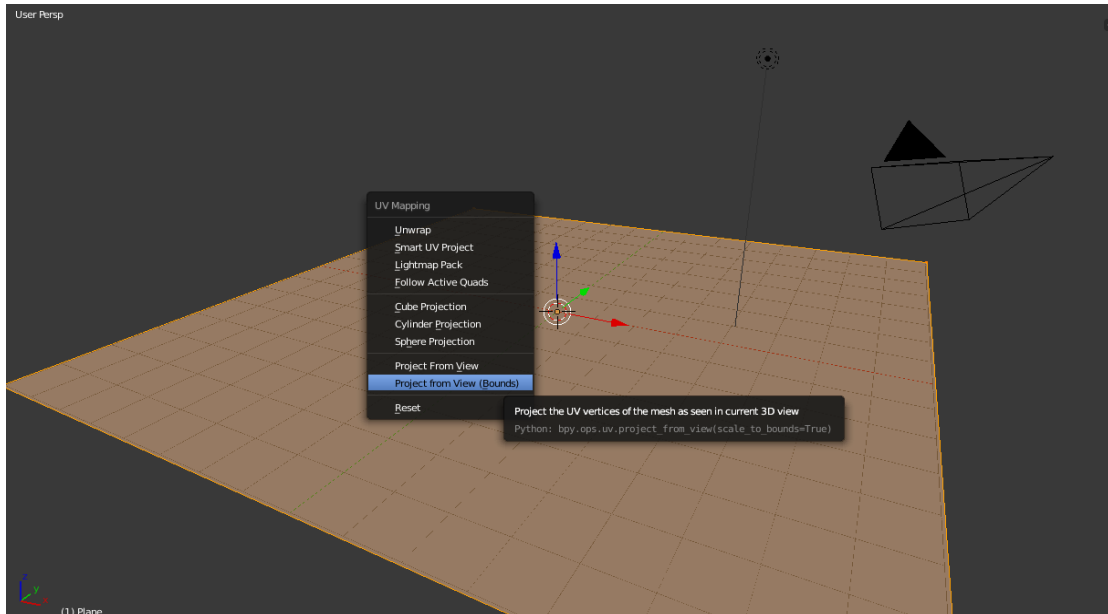 User Persp
UV Mapping
Unwrap
Smart UV Project
Lightmap Pack
Follow Active Quads
Cube Projection
Cylinder Projection
Sphere Projection
Project From View
Project from View (Bounds)
Reset
Project the UV vertices of the mesh as seen in current 3D view
Python: bpy.ops.uv.project_from_view(scale_to_bounds=True)
z
y
x
(1) Plane